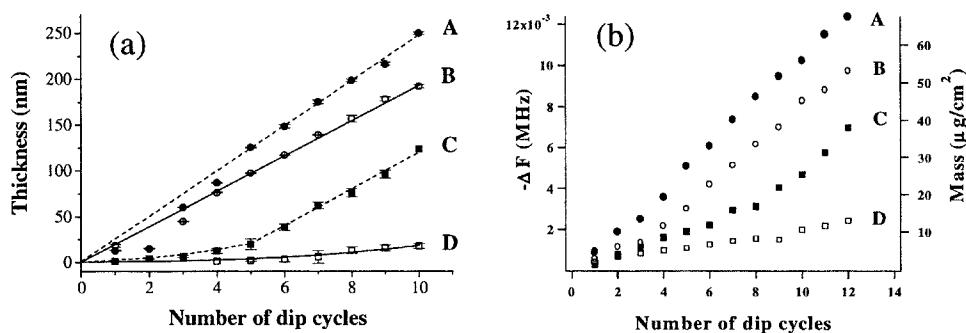 (a)
Thickness (nm)
250
200
150
100
50
0
A
B
C
D
0 2 4 6 8 10
Number of dip cycles
(b)
-ΔF (MHz)
12x10⁻³
10
8
6
4
2
A
B
C
D
60
50
40
30
20
10
Mass (μg/cm²)
0 2 4 6 8 10 12 14
Number of dip cycles